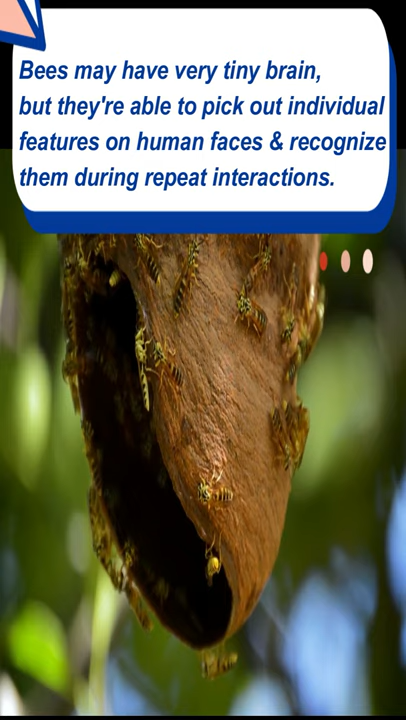 Bees may have very tiny brain,
but they're able to pick out individual
features on human faces & recognize
them during repeat interactions.